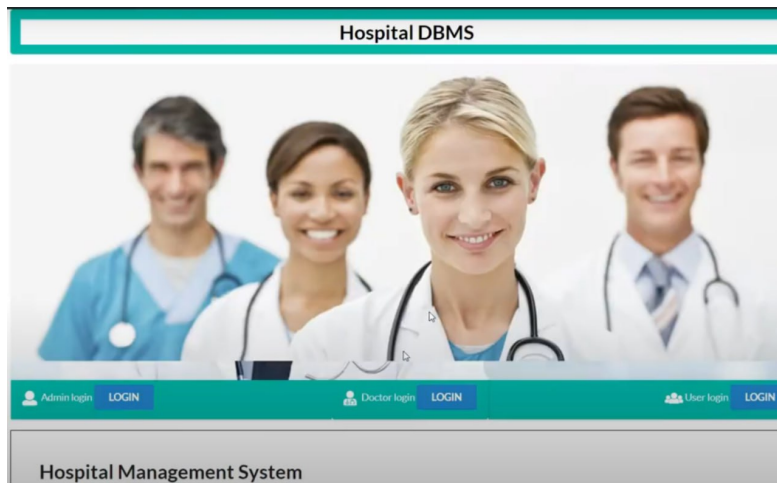 Hospital DBMS
Admin login LOGIN Doctor login LOGIN User login LOGIN
Hospital Management System